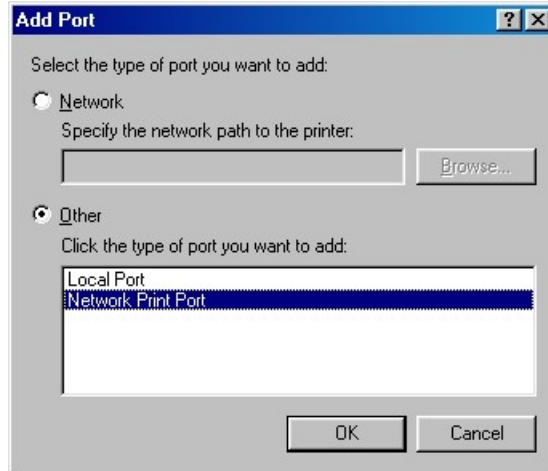 Add Port
? X
Select the type of port you want to add:
Network
Specify the network path to the printer:
Browse...
Other
Click the type of port you want to add:
Local Port
Network Print Port
OK Cancel